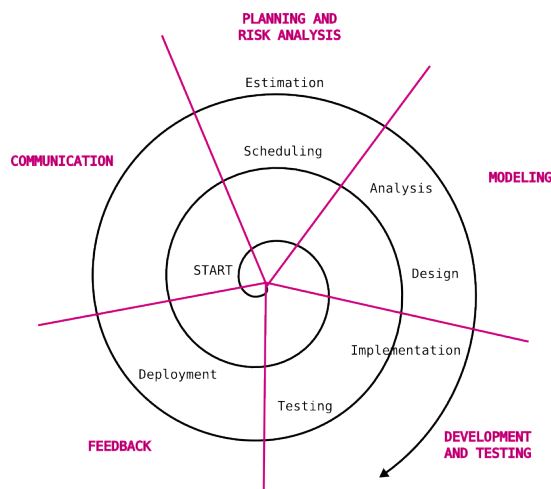 PLANNING AND
RISK ANALYSIS
Estimation
COMMUNICATION
Scheduling
MODELING
Analysis
START
Design
Implementation
Deployment
Testing
FEEDBACK
DEVELOPMENT
AND TESTING